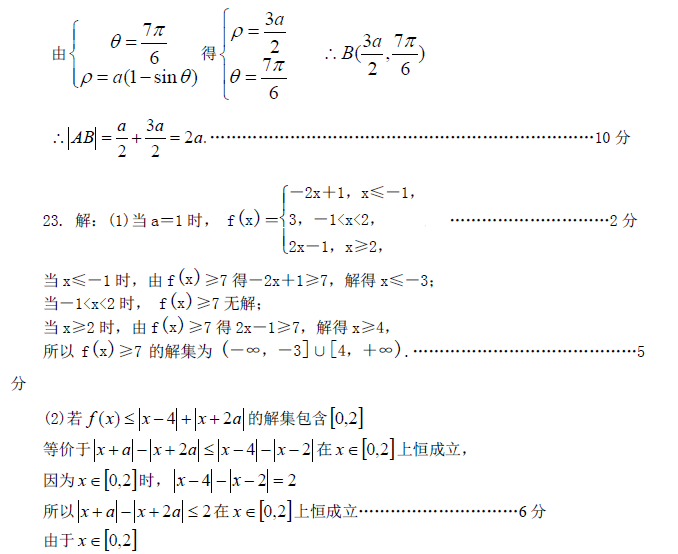 由{θ=7π/6 ρ=a(1−sinθ) 得{ρ=3a/2 θ=7π/6 ∴B(3a/2,7π/6)
∴|AB|=a/2+3a/2=2a.………………………………………………………………10 分
23. 解：(1)当 a＝1 时， f(x)＝{－2x＋1，x≤－1， 3，－1<x<2， 2x－1，x≥2， …………………………2 分
当 x≤－1 时，由 f(x)≥7 得－2x＋1≥7，解得 x≤－3；
当－1<x<2 时， f(x)≥7 无解；
当 x≥2 时，由 f(x)≥7 得 2x－1≥7，解得 x≥4，
所以 f(x)≥7 的解集为（－∞，－3]∪[4，＋∞）.……………………………………5
分
(2)若 f(x)≤|x−4|+|x+2a| 的解集包含[0,2]
等价于|x+a|−|x+2a|≤|x−4|−|x−2|在 x∈[0,2]上恒成立，
因为 x∈[0,2]时，|x−4|−|x−2|=2
所以|x+a|−|x+2a|≤2 在 x∈[0,2]上恒成立…………………………6 分
由于 x∈[0,2]